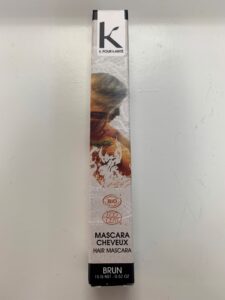 K
K POUR KARITÉ
BIO
MASCARA
CHEVEUX
HAIR MASCARA
BRUN